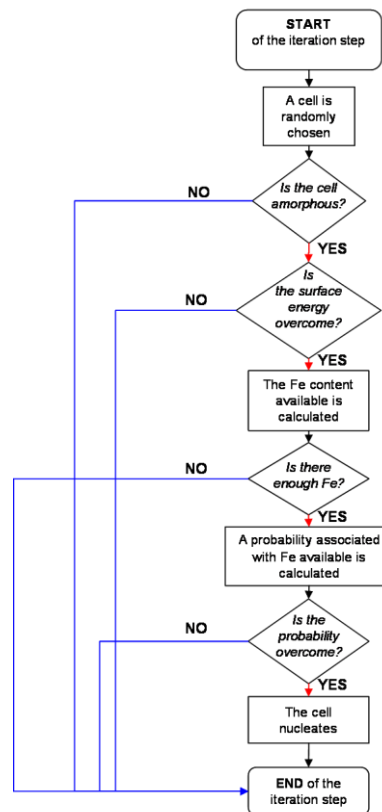 START
of the iteration step
A cell is
randomly
chosen
NO
Is the cell
amorphous?
YES
Is
the surface
energy
overcome?
NO
YES
The Fe content
available is
calculated
NO
Is there
enough Fe?
YES
A probability associated
with Fe available is
calculated
NO
Is the
probability
overcome?
YES
The cell
nucleates
END of the
iteration step